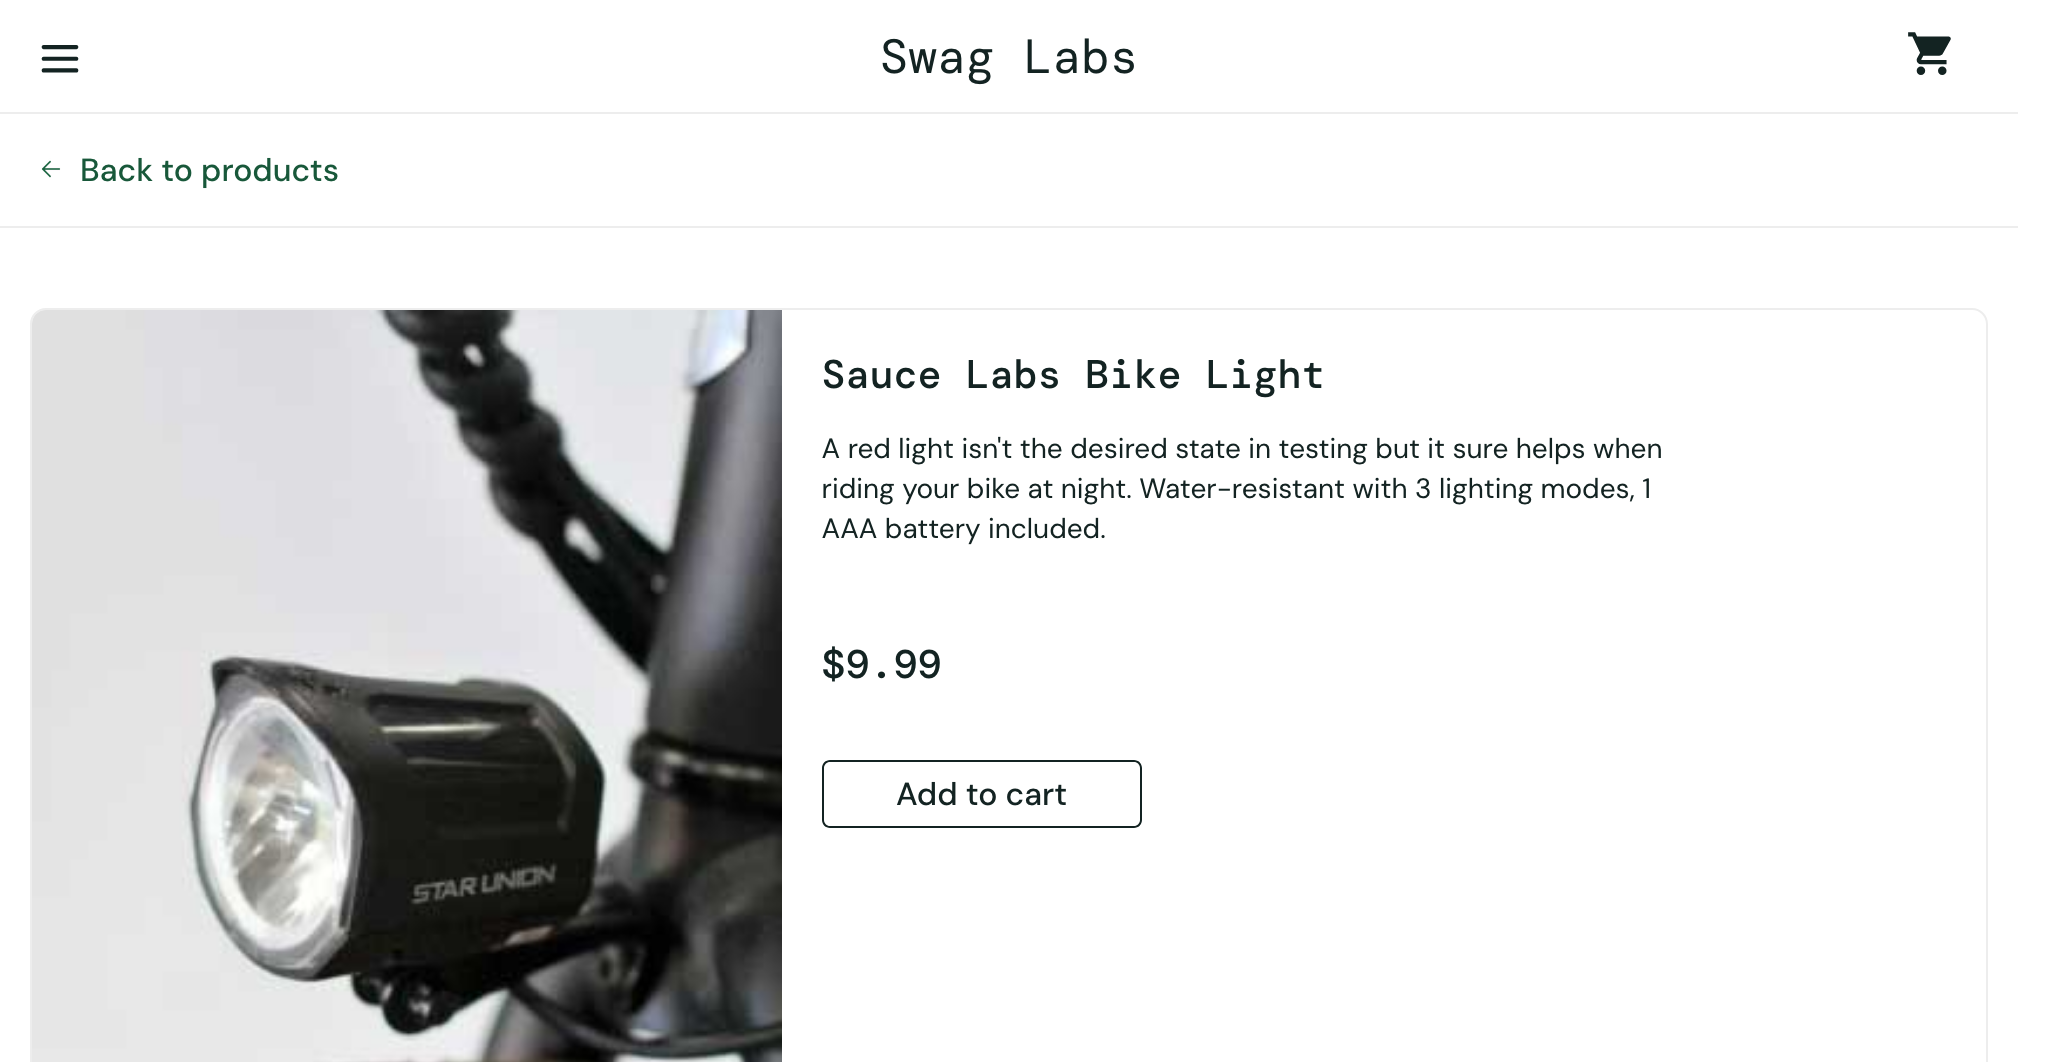 Swag Labs
Back to products
Sauce Labs Bike Light
A red light isn't the desired state in testing but it sure helps when
riding your bike at night. Water-resistant with 3 lighting modes, 1
AAA battery included.
$9.99
Add to cart
STAR UNION